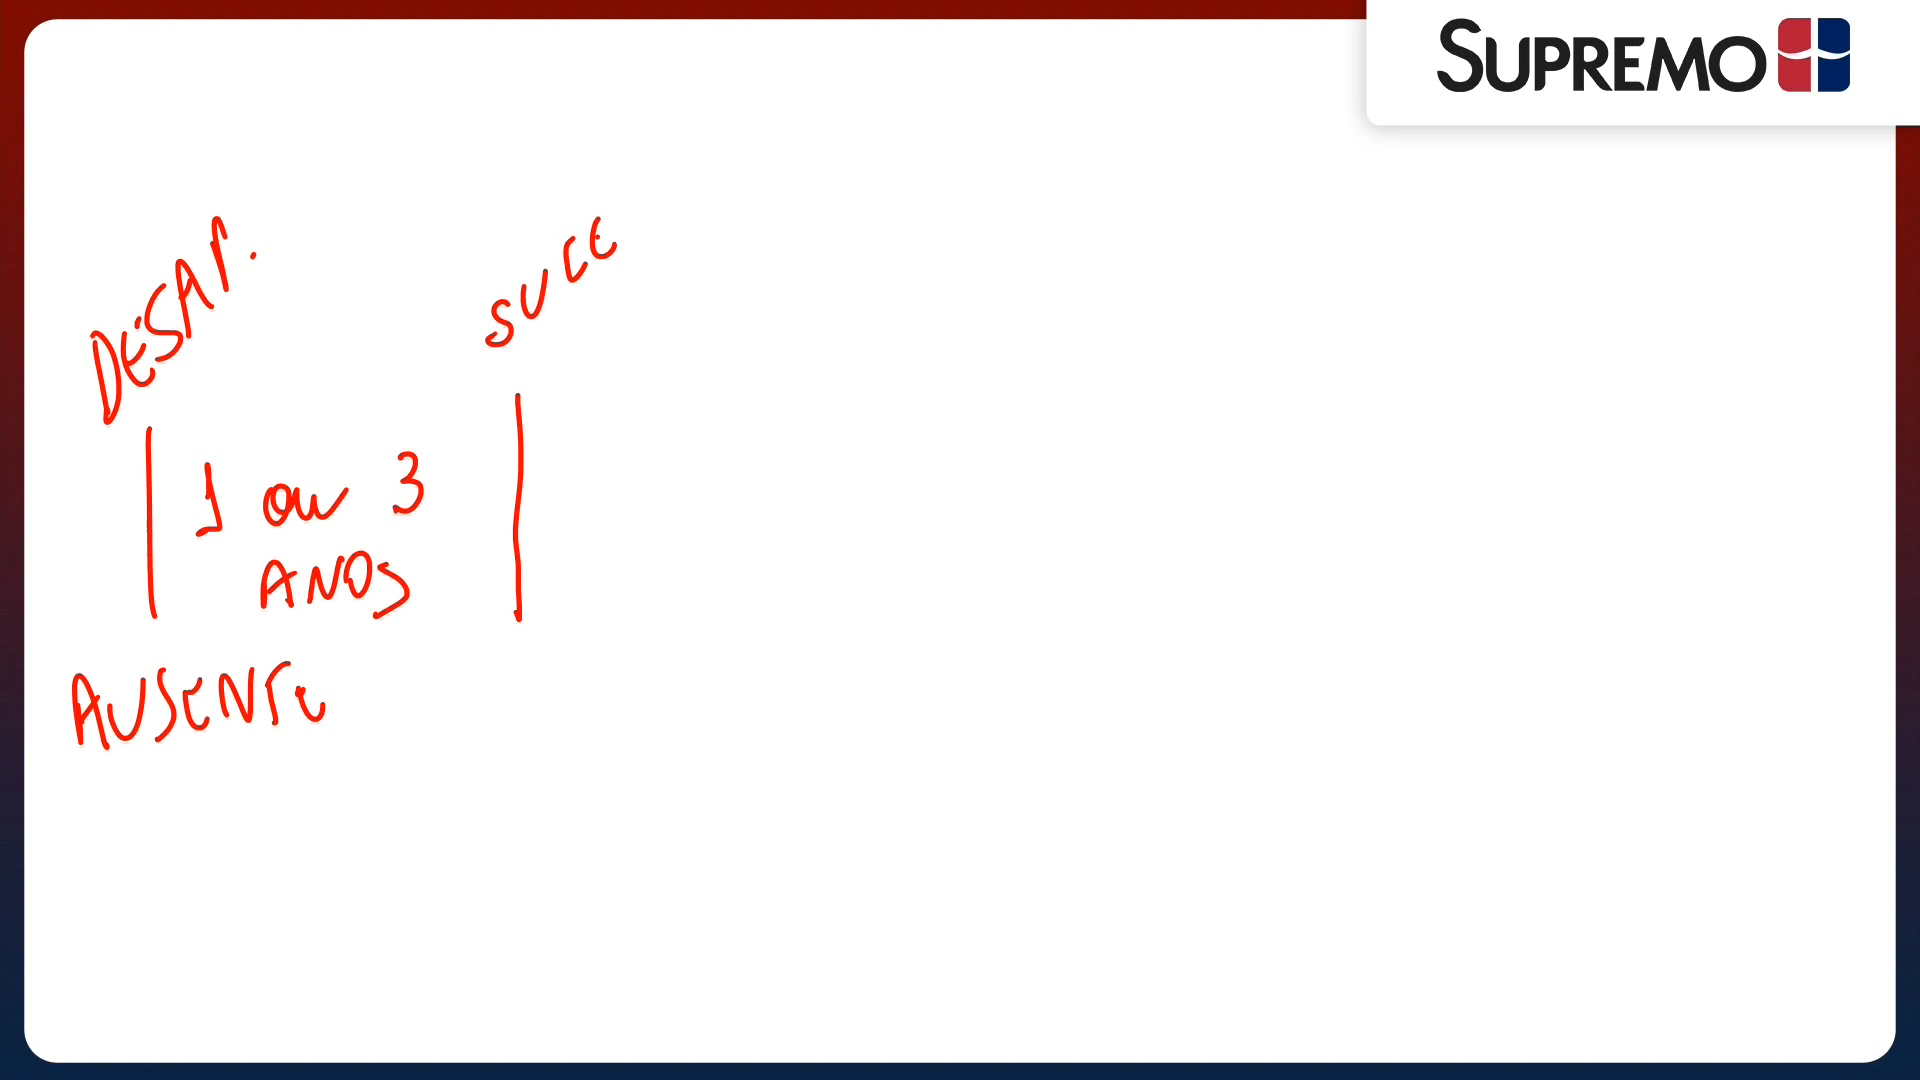 SUPREMO
DESAP.
SUCE
1 ou 3
ANOS
AUSENTE